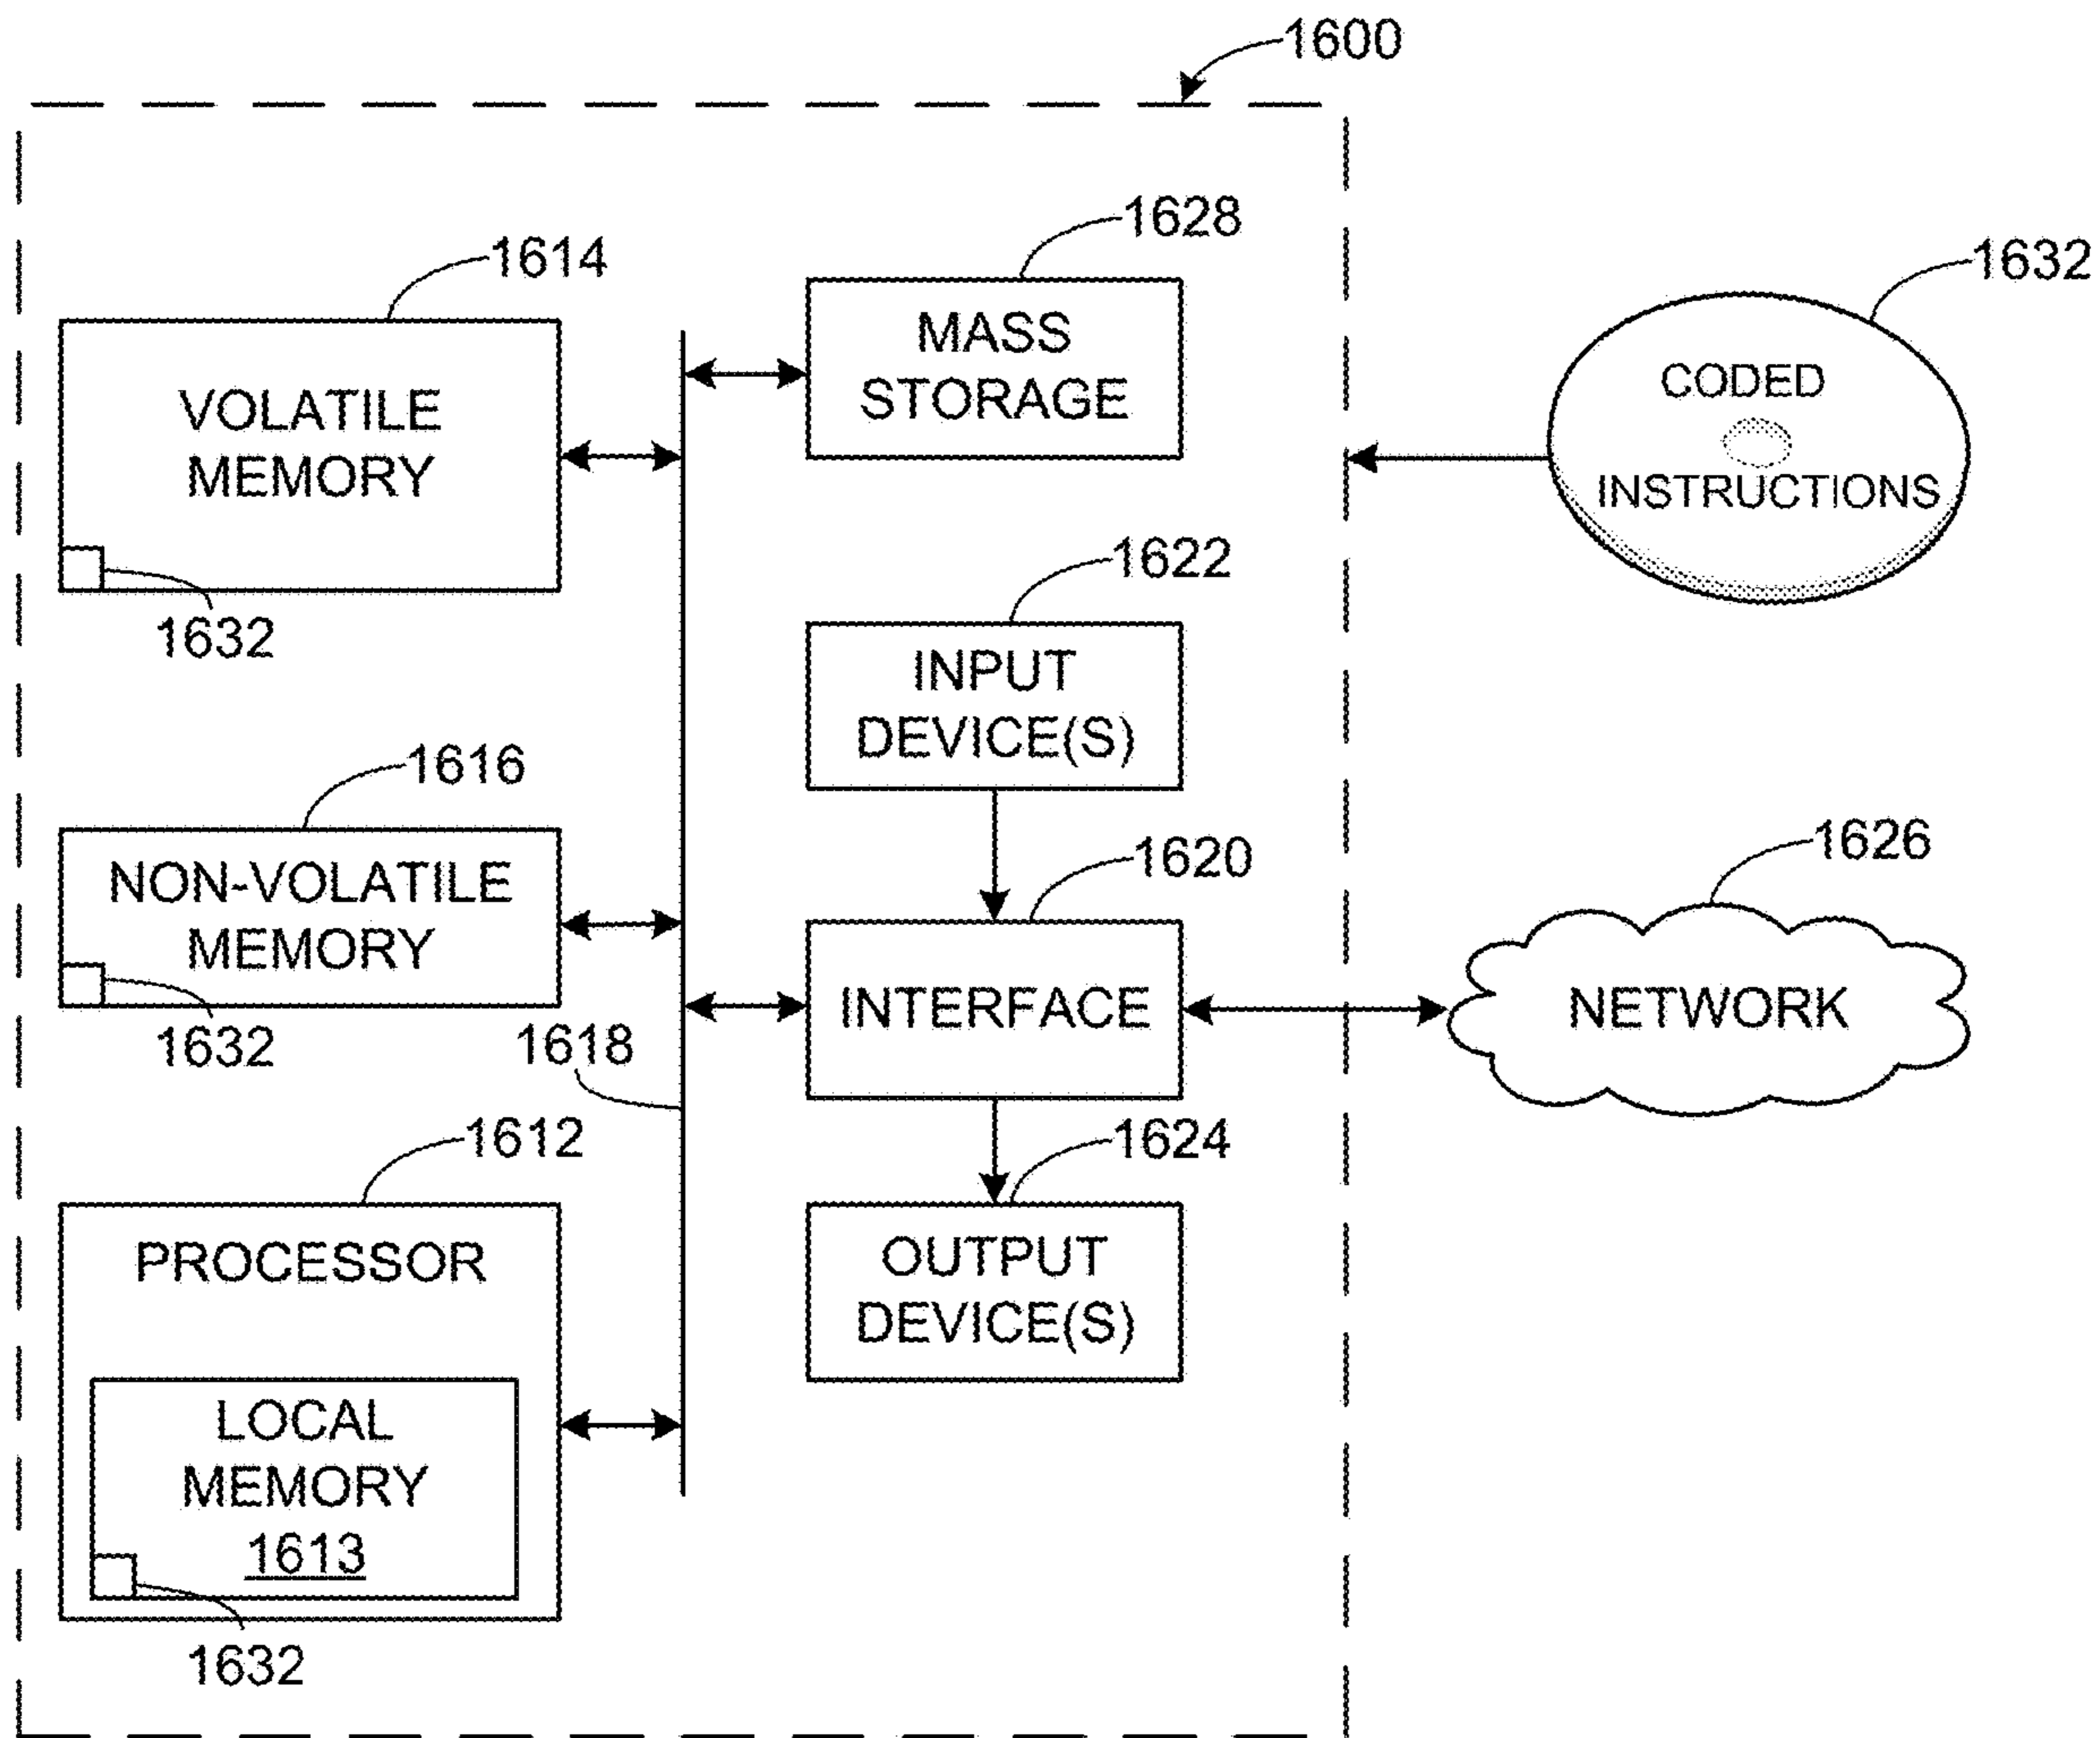 1600
1628
1614
1632
MASS
STORAGE
VOLATILE
MEMORY
CODED
INSTRUCTIONS
1632
1622
INPUT
DEVICE(S)
1616
1620
1626
NON-VOLATILE
MEMORY
1632
1618
INTERFACE
NETWORK
1612
1624
PROCESSOR
OUTPUT
DEVICE(S)
LOCAL
MEMORY
1613
1632